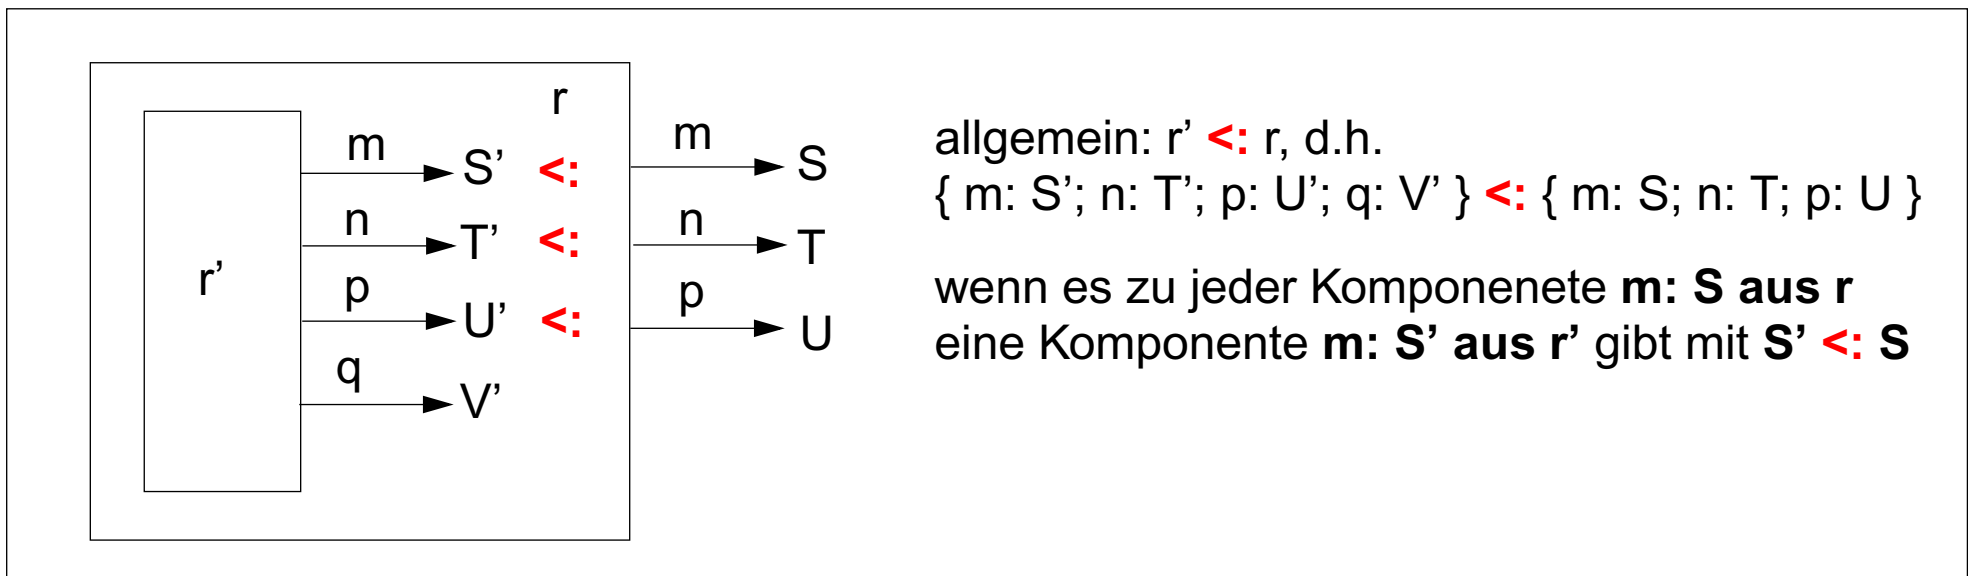 r
m S’ <: m S
n T’ <: n T
r’
p U’ <: p U
q V’
allgemein: r’ <: r, d.h.
{ m: S’; n: T’; p: U’; q: V’ } <: { m: S; n: T; p: U }
wenn es zu jeder Komponenete m: S aus r
eine Komponente m: S’ aus r’ gibt mit S’ <: S